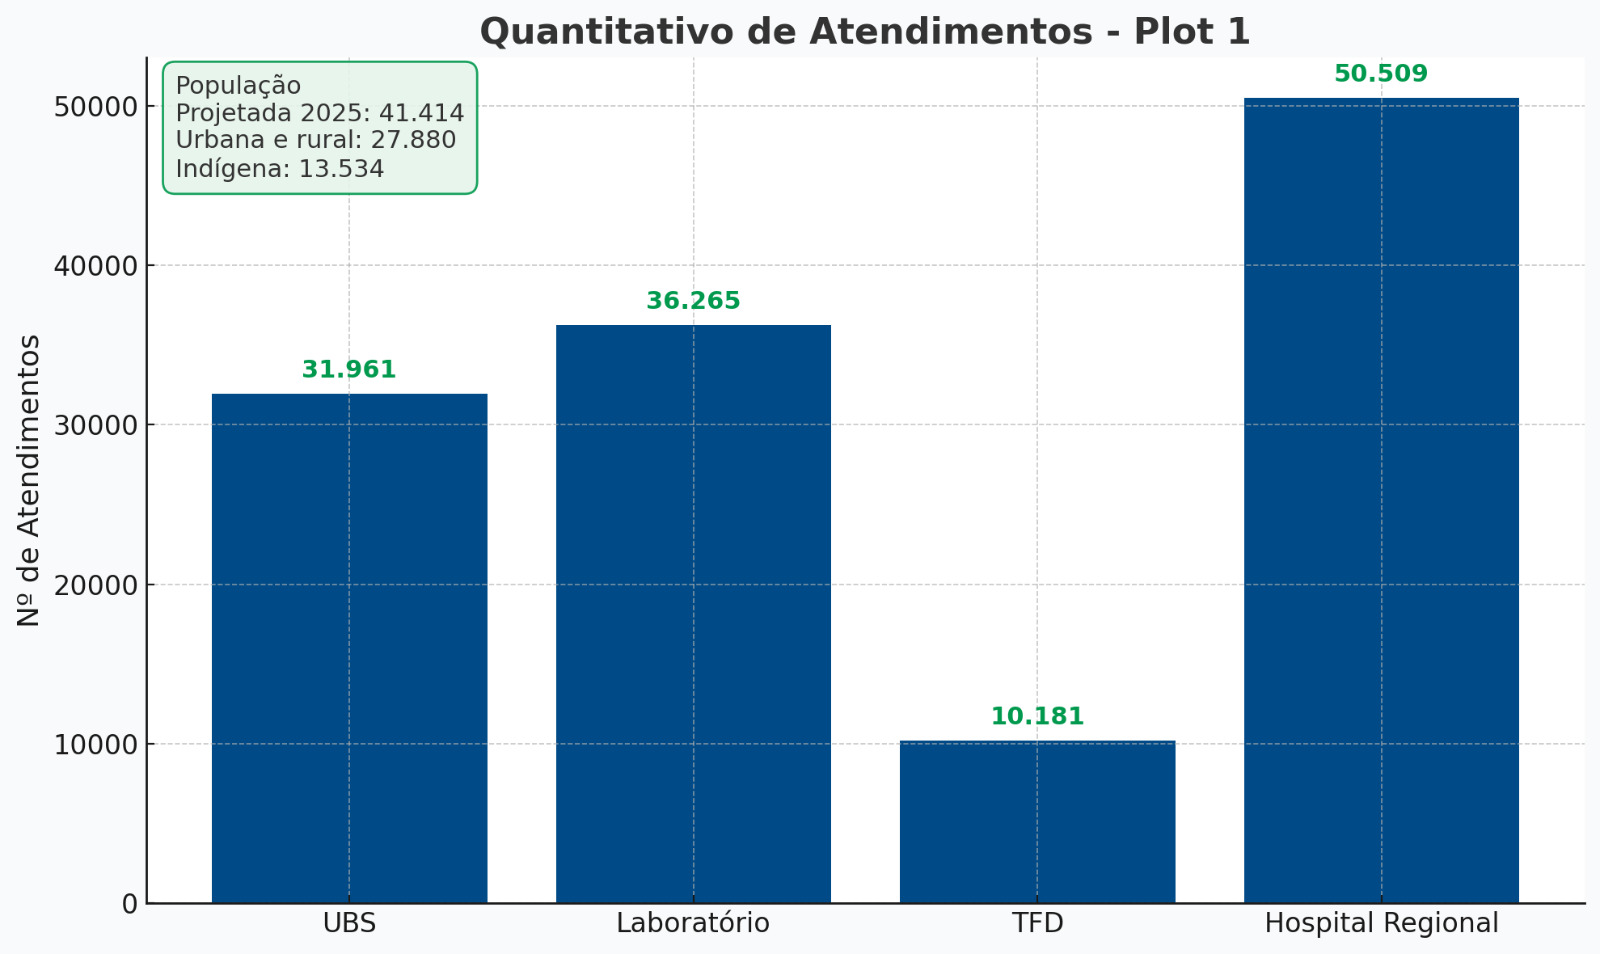 Quantitativo de Atendimentos - Plot 1
População
Projetada 2025: 41.414
Urbana e rural: 27.880
Indígena: 13.534
Nº de Atendimentos
50000
40000
30000
20000
10000
0
31.961
36.265
10.181
50.509
UBS
Laboratório
TFD
Hospital Regional